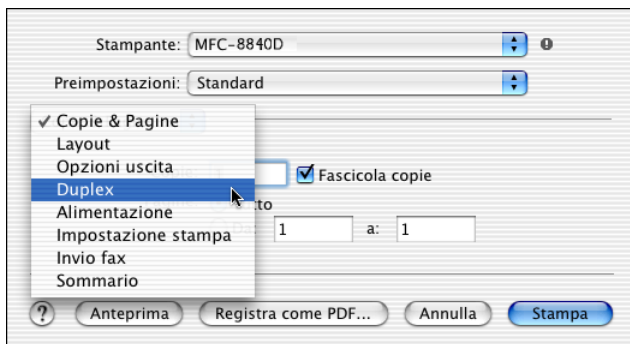 Stampante: MFC-8840D
Preimpostazioni: Standard
✓ Copie & Pagine
Layout
Opzioni uscita
Fascicola copie
Duplex
Alimentazione
1 a: 1
Impostazione stampa
Invio fax
Sommario
? Anteprima Registra come PDF... Annulla Stampa